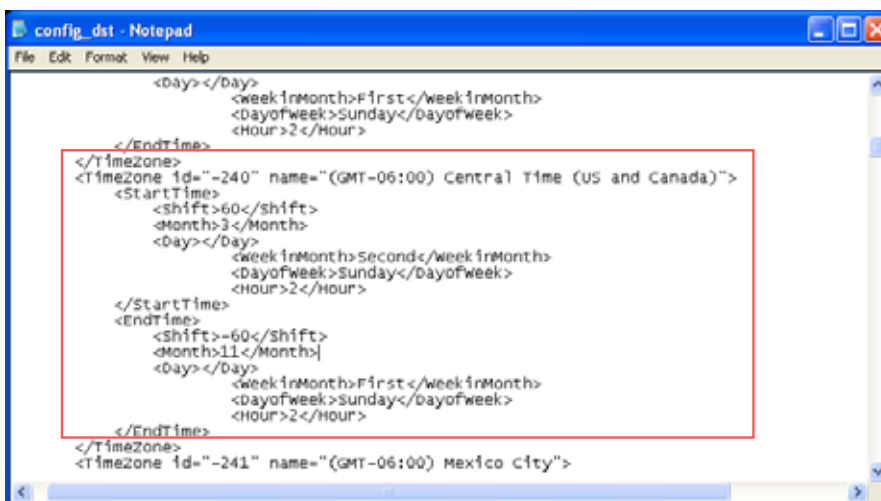 config_dst - Notepad
File Edit Format View Help
<Day></Day>
<WeekinMonth>First</WeekinMonth>
<DayofWeek>Sunday</DayofWeek>
<Hour>2</Hour>
</EndTime>
</TimeZone>
<TimeZone id="-240" name="(GMT-06:00) Central Time (US and Canada)">
<StartTime>
<Shift>60</Shift>
<Month>3</Month>
<Day></Day>
<WeekinMonth>Second</WeekinMonth>
<DayofWeek>Sunday</DayofWeek>
<Hour>2</Hour>
</StartTime>
<EndTime>
<Shift>-60</Shift>
<Month>11</Month>
<Day></Day>
<WeekinMonth>First</WeekinMonth>
<DayofWeek>Sunday</DayofWeek>
<Hour>2</Hour>
</EndTime>
</TimeZone>
<TimeZone id="-241" name="(GMT-06:00) Mexico City">